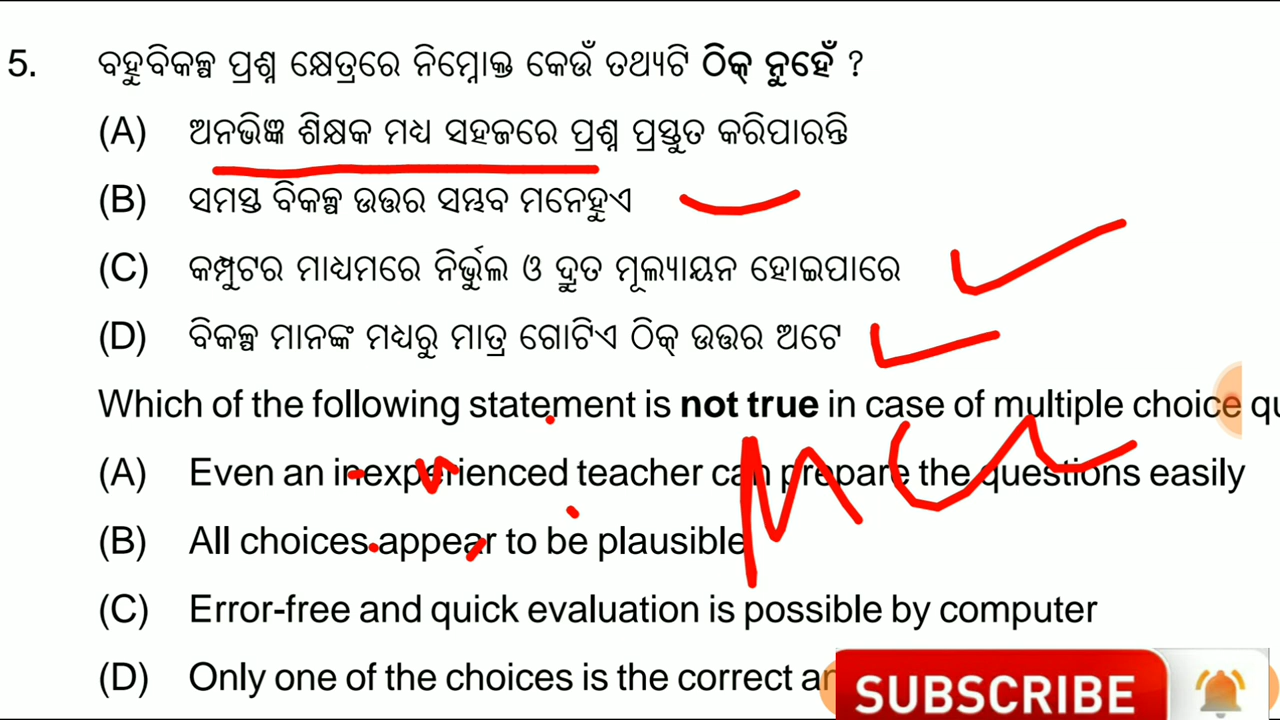 5. ବହୁବିକଳ୍ପ ପ୍ରଶ୍ନ କ୍ଷେତ୍ରରେ ନିମ୍ନୋକ୍ତ କେଉଁ ତଥ୍ୟଟି ଠିକ୍ ନୁହେଁ ?
(A) ଅନଭିଜ୍ଞ ଶିକ୍ଷକ ମଧ୍ୟ ସହଜରେ ପ୍ରଶ୍ନ ପ୍ରସ୍ତୁତ କରିପାରନ୍ତି
(B) ସମସ୍ତ ବିକଳ୍ପ ଉତ୍ତର ସମ୍ଭବ ମନେହୁଏ
(C) କମ୍ପୁଟର ମାଧ୍ୟମରେ ନିର୍ଭୁଲ ଓ ଦ୍ରୁତ ମୂଲ୍ୟାୟନ ହୋଇପାରେ
(D) ବିକଳ୍ପ ମାନଙ୍କ ମଧ୍ୟରୁ ମାତ୍ର ଗୋଟିଏ ଠିକ୍ ଉତ୍ତର ଅଟେ
Which of the following statement is not true in case of multiple choice
(A) Even an inexperienced teacher can prepare the questions easily
(B) All choices appear to be plausible
(C) Error-free and quick evaluation is possible by computer
(D) Only one of the choices is the correct
SUBSCRIBE